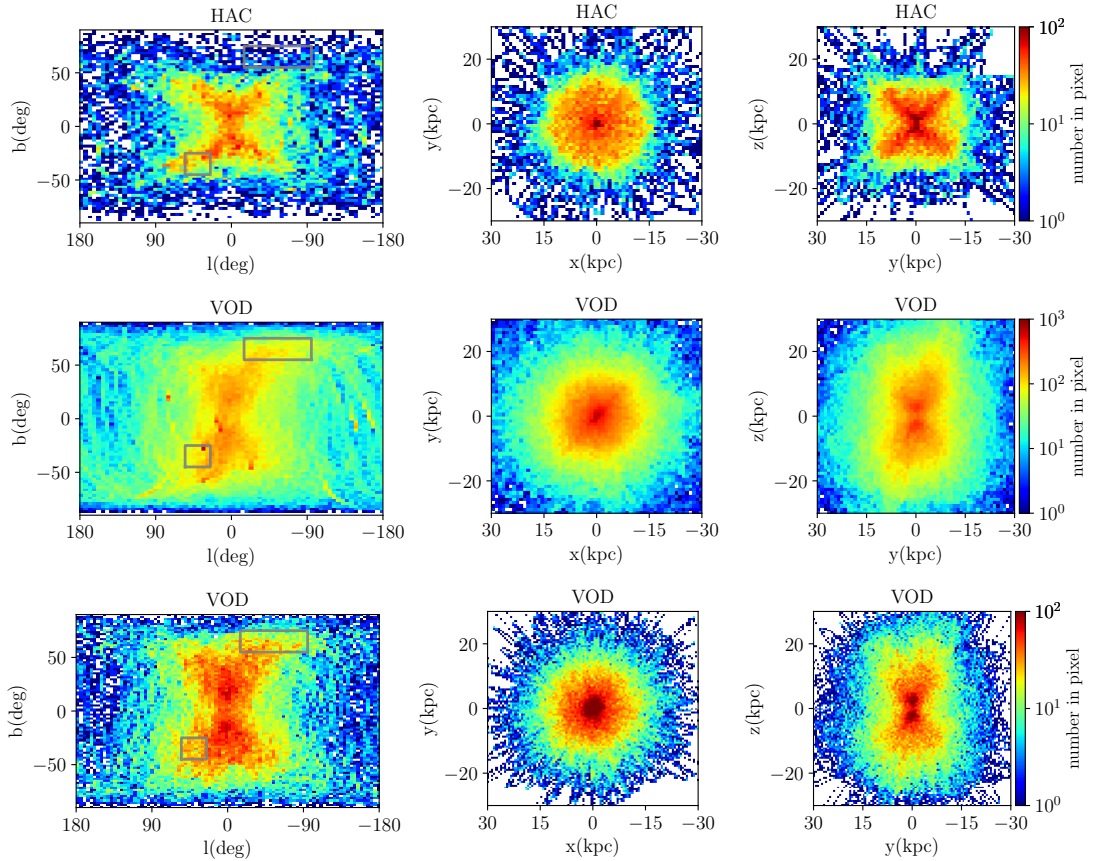 HAC HAC HAC
b(deg) 50 0 −50
180 90 0 −90 −180
l(deg)
y(kpc) 20 0 −20
30 15 0 −15 −30
x(kpc)
z(kpc) 20 0 −20
30 15 0 −15 −30
y(kpc)
10² 10¹ 10⁰
number in pixel
VOD VOD VOD
b(deg) 50 0 −50
180 90 0 −90 −180
l(deg)
y(kpc) 20 0 −20
30 15 0 −15 −30
x(kpc)
z(kpc) 20 0 −20
30 15 0 −15 −30
y(kpc)
10³ 10² 10¹ 10⁰
number in pixel
VOD VOD VOD
b(deg) 50 0 −50
180 90 0 −90 −180
l(deg)
y(kpc) 20 0 −20
30 15 0 −15 −30
x(kpc)
z(kpc) 20 0 −20
30 15 0 −15 −30
y(kpc)
10² 10¹ 10⁰
number in pixel